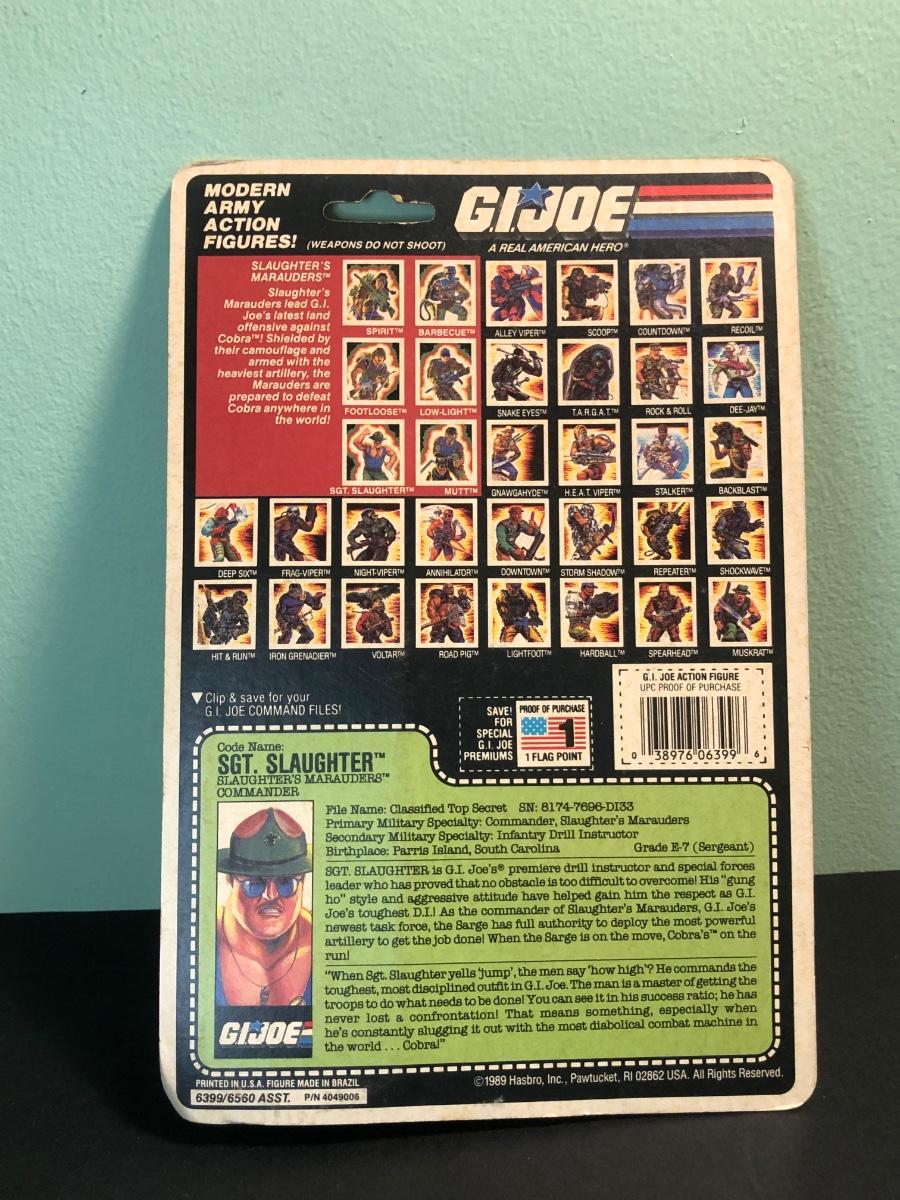 MODERN
ARMY
ACTION
FIGURES! (WEAPONS DO NOT SHOOT)
G.I.JOE
A REAL AMERICAN HERO®
SLAUGHTER'S
MARAUDERS™
Slaughter's
Marauders lead G.I.
Joe's latest land
offensive against
Cobra™! Shielded by
their camouflage and
armed with the
heaviest artillery, the
Marauders are
prepared to defeat
Cobra anywhere in
the world!
SPIRIT™ BARBECUE™ ALLEY VIPER™ SCOOP™ COUNTDOWN™ RECOIL™
FOOTLOOSE™ LOW-LIGHT™ SNAKE EYES™ T.A.R.G.A.T.™ ROCK & ROLL DEE-JAY™
SGT. SLAUGHTER™ MUTT™ GNAWGAHYDE™ H.E.A.T. VIPER™ STALKER™ BACKBLAST™
DEEP SIX™ FRAG-VIPER™ NIGHT-VIPER™ ANNIHILATOR™ DOWNTOWN™ STORM SHADOW™ REPEATER™ SHOCKWAVE™
HIT & RUN™ IRON GRENADIER™ VOLTAR™ ROAD PIG™ LIGHTFOOT™ HARDBALL™ SPEARHEAD™ MUSKRAT™
▼ Clip & save for your
G.I. JOE COMMAND FILES!
SAVE!
FOR
SPECIAL
G.I. JOE
PREMIUMS
PROOF OF PURCHASE
1
1 FLAG POINT
G.I. JOE ACTION FIGURE
UPC PROOF OF PURCHASE
0 38976 06399 6
Code Name:
SGT. SLAUGHTER™
SLAUGHTER'S MARAUDERS™
COMMANDER
File Name: Classified Top Secret SN: 8174-7696-DI33
Primary Military Specialty: Commander, Slaughter's Marauders
Secondary Military Specialty: Infantry Drill Instructor
Birthplace: Parris Island, South Carolina Grade E-7 (Sergeant)
SGT. SLAUGHTER is G.I. Joe's® premiere drill instructor and special forces
leader who has proved that no obstacle is too difficult to overcome! His "gung
ho" style and aggressive attitude have helped gain him the respect as G.I.
Joe's toughest D.I.! As the commander of Slaughter's Marauders, G.I. Joe's
newest task force, the Sarge has full authority to deploy the most powerful
artillery to get the job done! When the Sarge is on the move, Cobra's™ on the
run!
"When Sgt. Slaughter yells 'jump', the men say 'how high'? He commands the
toughest, most disciplined outfit in G.I. Joe. The man is a master of getting the
troops to do what needs to be done! You can see it in his success ratio; he has
never lost a confrontation! That means something, especially when
he's constantly slugging it out with the most diabolical combat machine in
the world . . . Cobra!"
G.I.JOE
PRINTED IN U.S.A. FIGURE MADE IN BRAZIL
6399/6560 ASST. P/N 4049006
©1989 Hasbro, Inc., Pawtucket, RI 02862 USA. All Rights Reserved.